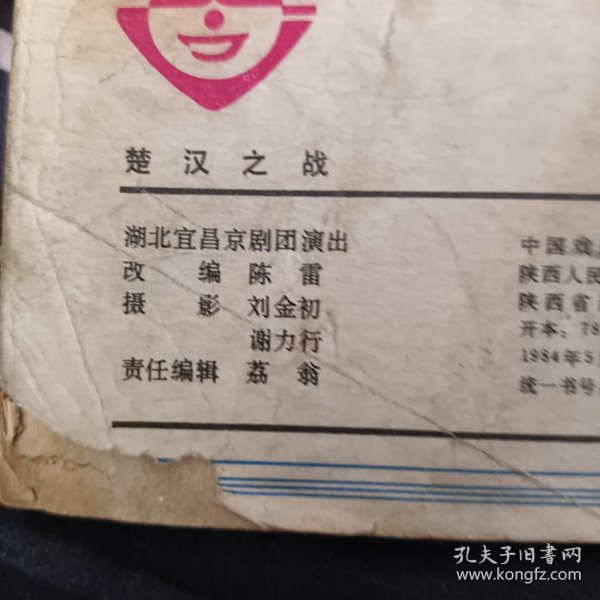 楚汉之战
湖北宜昌京剧团演出
改编 陈雷
摄影 刘金初
谢力行
责任编辑 荔翁
中国戏
陕西人民
陕西省
开本：78
1984年5
统一书号
孔夫子旧书网
www.kongfz.com